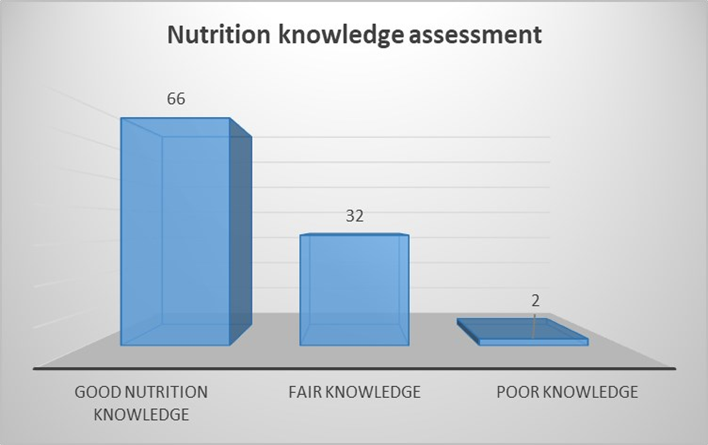 Nutrition knowledge assessment
66
32
2
GOOD NUTRITION
KNOWLEDGE
FAIR KNOWLEDGE
POOR KNOWLEDGE